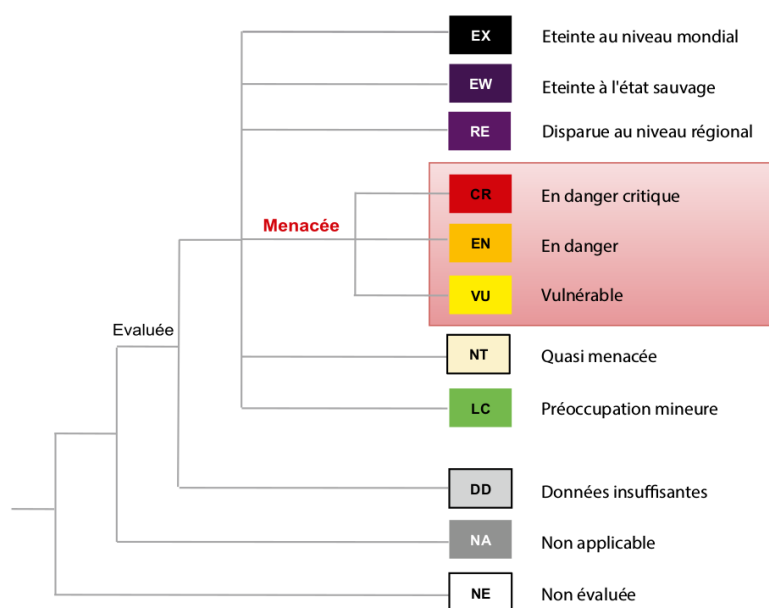 EX Eteinte au niveau mondial
EW Eteinte à l'état sauvage
RE Disparue au niveau régional
CR En danger critique
Menacée
EN En danger
VU Vulnérable
Evaluée
NT Quasi menacée
LC Préoccupation mineure
DD Données insuffisantes
NA Non applicable
NE Non évaluée